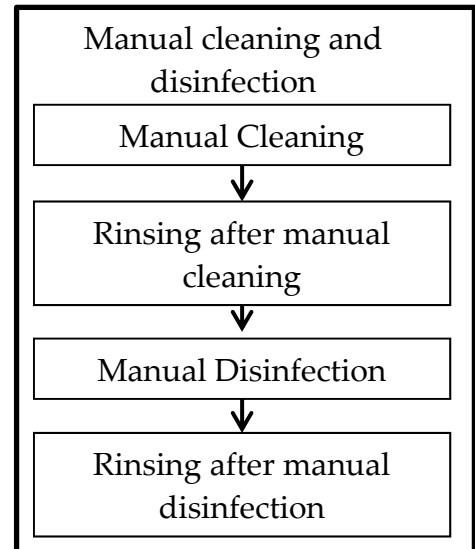 Manual cleaning and
disinfection
Manual Cleaning
Rinsing after manual
cleaning
Manual Disinfection
Rinsing after manual
disinfection